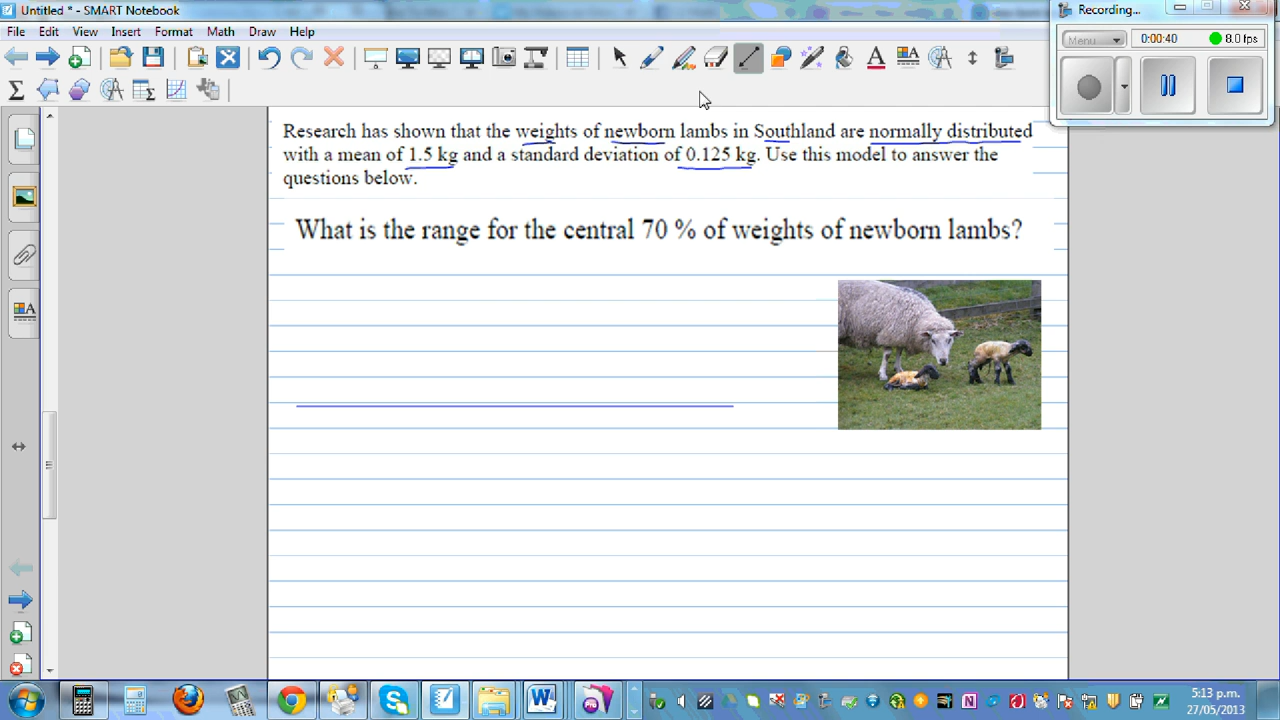 Untitled * - SMART Notebook
File Edit View Insert Format Math Draw Help
Recording...
Menu 0:00:40 8.0 fps
Research has shown that the weights of newborn lambs in Southland are normally distributed
with a mean of 1.5 kg and a standard deviation of 0.125 kg. Use this model to answer the
questions below.
What is the range for the central 70 % of weights of newborn lambs?
5:13 p.m.
27/05/2013